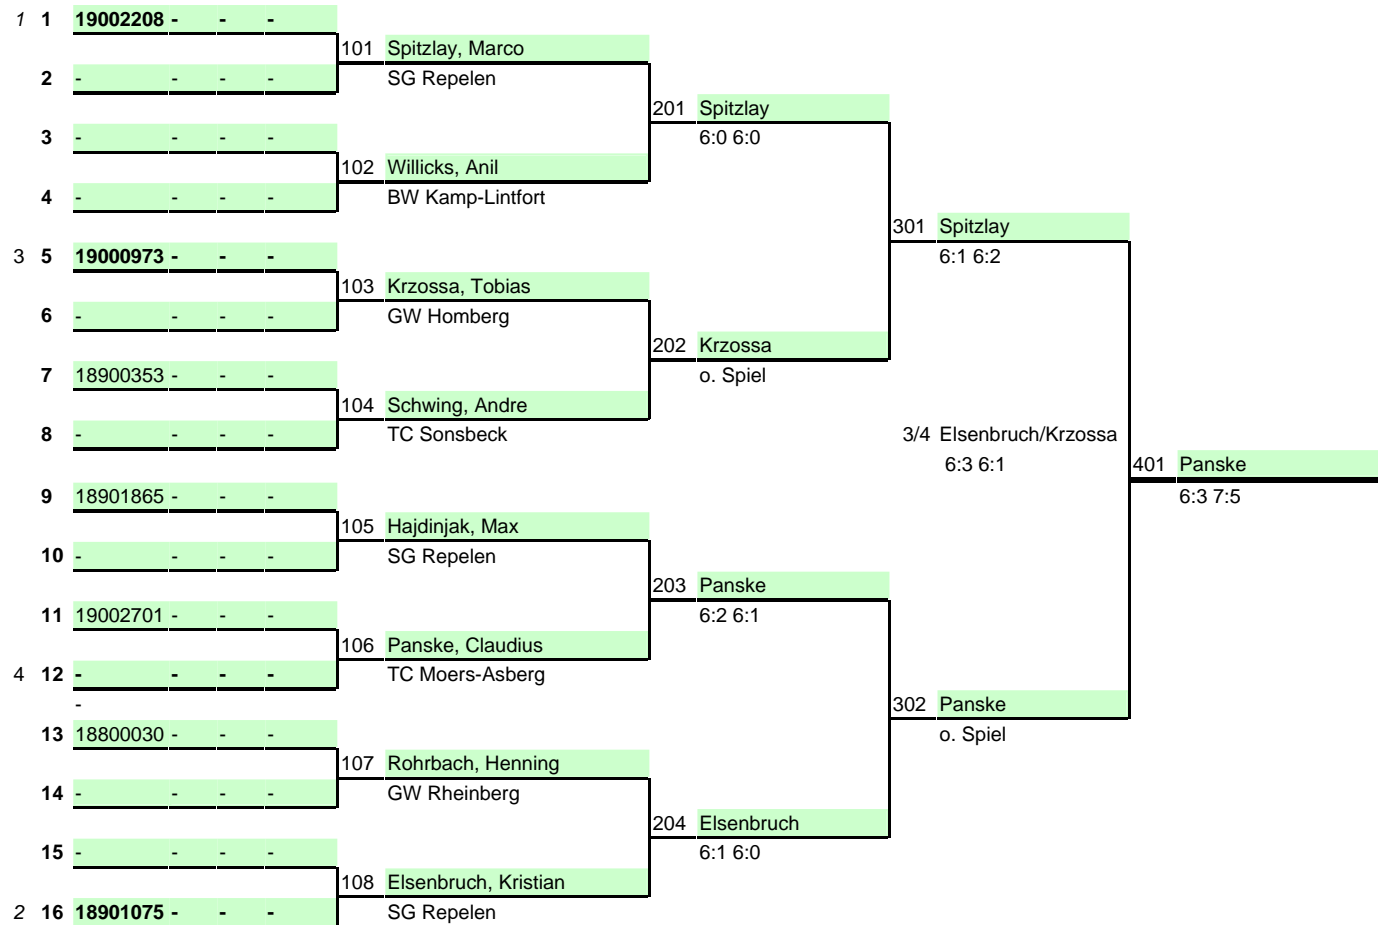 1 1 19002208 - - -
101 Spitzlay, Marco
2 - - - - SG Repelen
201 Spitzlay
3 - - - - 6:0 6:0
102 Willicks, Anil
4 - - - - BW Kamp-Lintfort
301 Spitzlay
3 5 19000973 - - - 6:1 6:2
103 Krzossa, Tobias
6 - - - - GW Homberg
202 Krzossa
7 18900353 - - - o. Spiel
104 Schwing, Andre
8 - - - - TC Sonsbeck 3/4 Elsenbruch/Krzossa
6:3 6:1 401 Panske
9 18901865 - - - 6:3 7:5
105 Hajdinjak, Max
10 - - - - SG Repelen
203 Panske
11 19002701 - - - 6:2 6:1
106 Panske, Claudius
4 12 - - - - TC Moers-Asberg
- 302 Panske
13 18800030 - - - o. Spiel
107 Rohrbach, Henning
14 - - - - GW Rheinberg
204 Elsenbruch
15 - - - - 6:1 6:0
108 Elsenbruch, Kristian
2 16 18901075 - - - SG Repelen